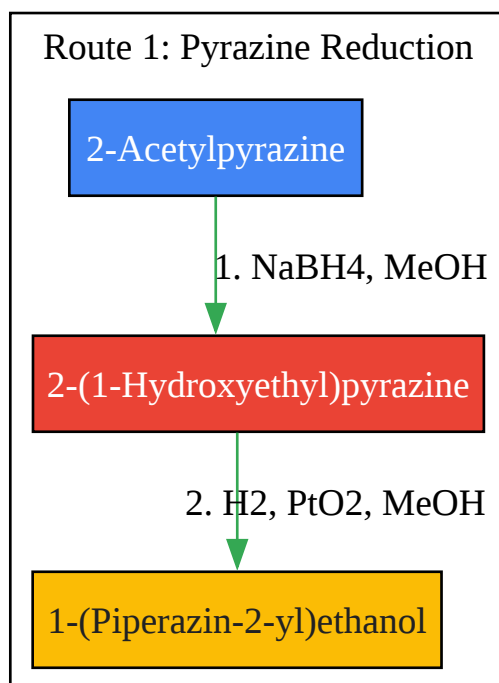 Route 1: Pyrazine Reduction
2-Acetylpyrazine
1. NaBH4, MeOH
2-(1-Hydroxyethyl)pyrazine
2. H2, PtO2, MeOH
1-(Piperazin-2-yl)ethanol